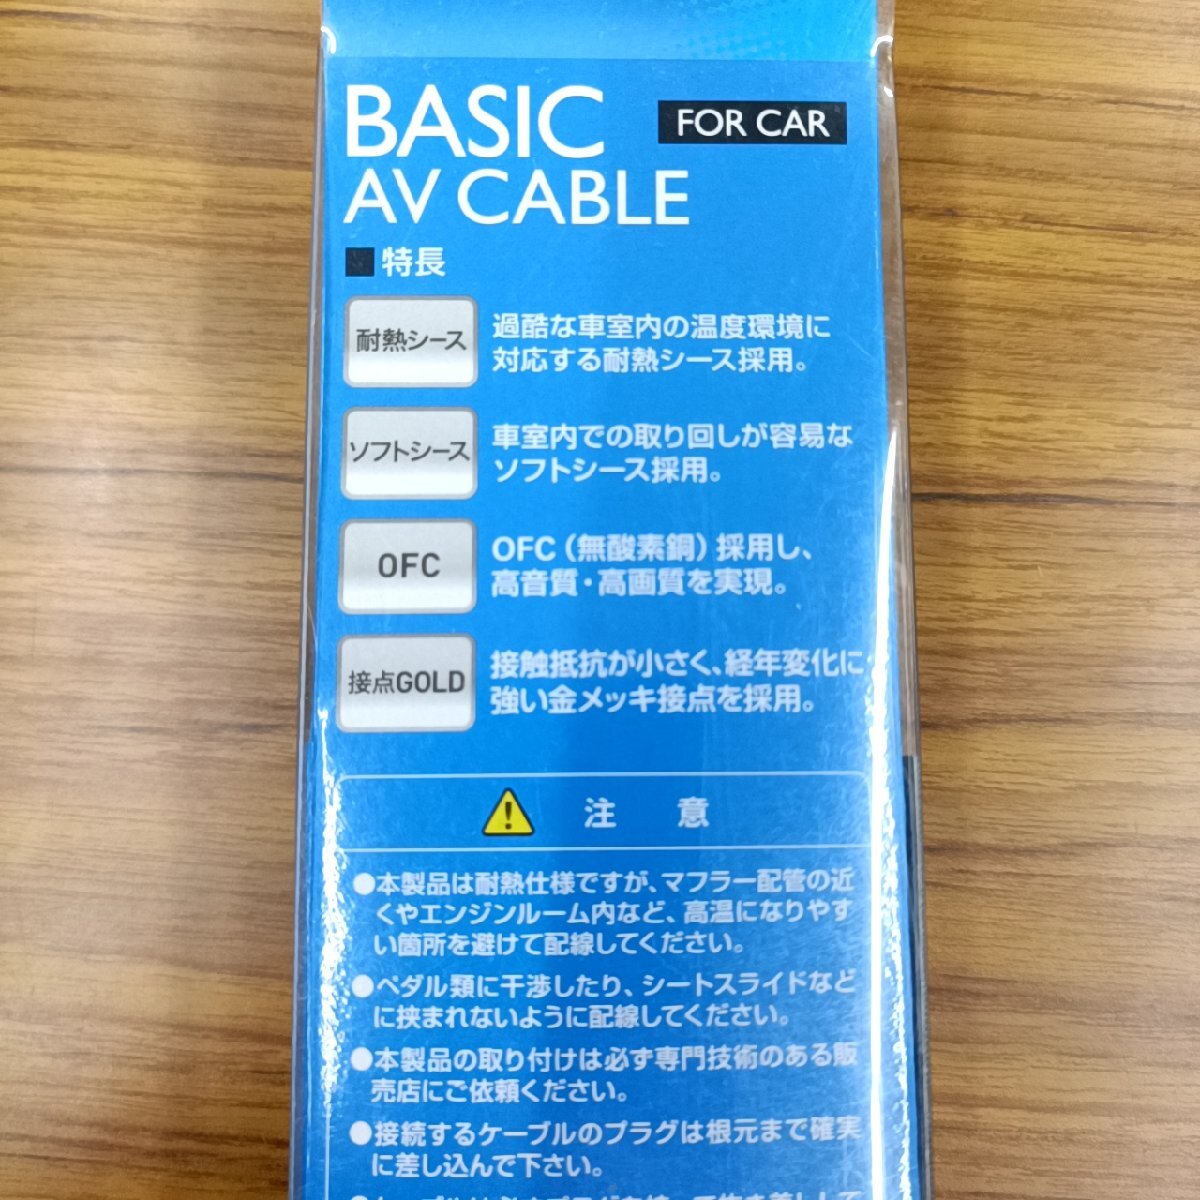 BASIC
FOR CAR
AV CABLE
■特長
耐熱シース
過酷な車室内の温度環境に
対応する耐熱シース採用。
ソフトシース
車室内での取り回しが容易な
ソフトシース採用。
OFC
OFC（無酸素銅）採用し、
高音質・高画質を実現。
接点GOLD
接触抵抗が小さく、経年変化に
強い金メッキ接点を採用。
注 意
●本製品は耐熱仕様ですが、マフラー配管の近
くやエンジンルーム内など、高温になりやす
い箇所を避けて配線してください。
●ペダル類に干渉したり、シートスライドなど
に挟まれないように配線してください。
●本製品の取り付けは必ず専門技術のある販
売店にご依頼ください。
●接続するケーブルのプラグは根元まで確実
に差し込んで下さい。